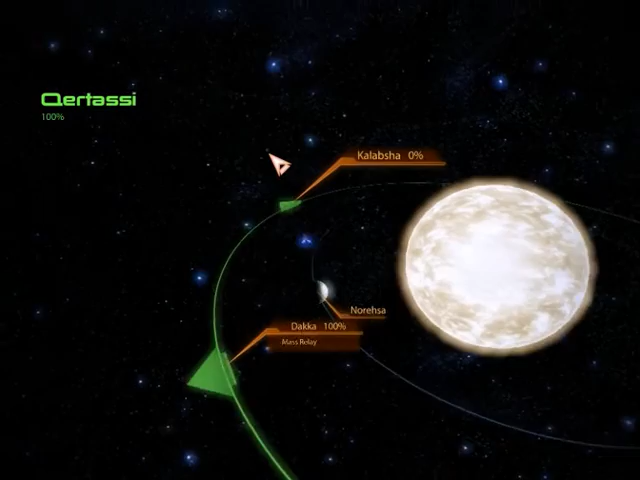 Qertassi
100%
Kalabsha 0%
Norehsa
Dakka 100%
Mass Relay